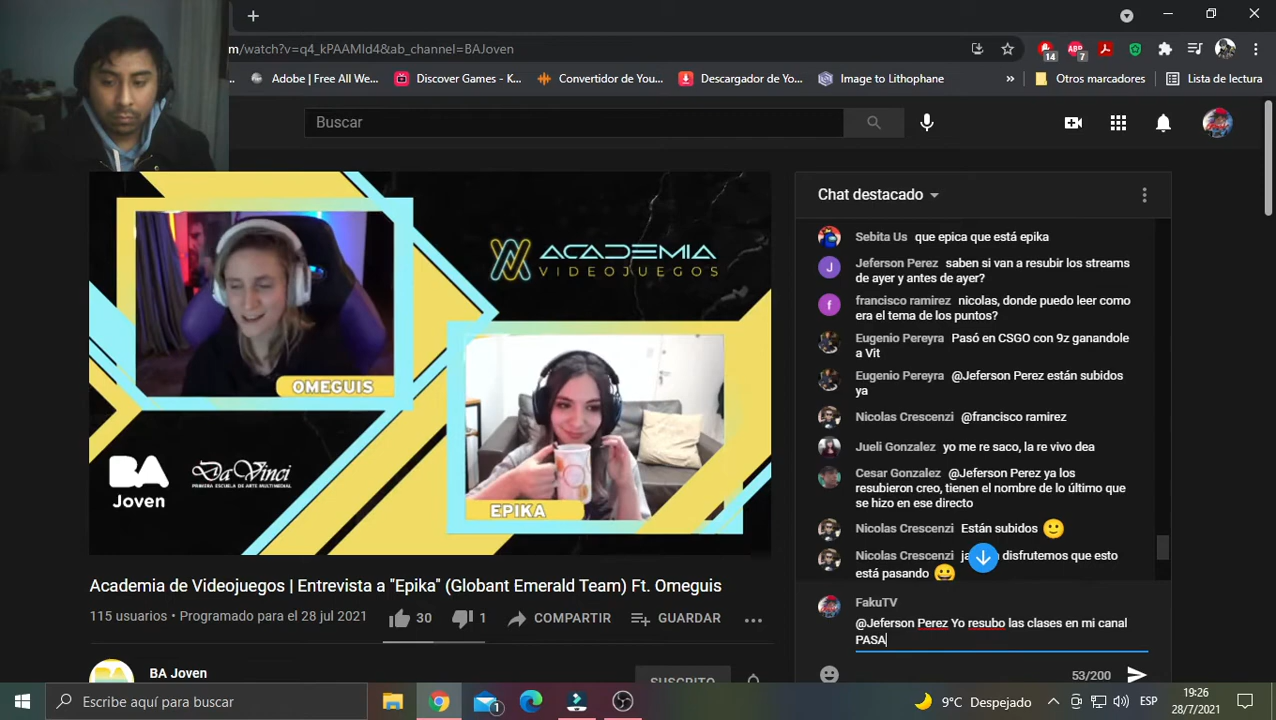 m/watch?v=q4_kPAAMId4&ab_channel=BAJoven
14
7
Adobe | Free All We...
Discover Games - K...
Convertidor de You...
Descargador de Yo...
Image to Lithophane
»
Otros marcadores
Lista de lectura
Buscar
OMEGUIS
ACADEMIA
VIDEOJUEGOS
BA
Joven
DaVinci
PRIMERA ESCUELA DE ARTE MULTIMEDIAL
EPIKA
Academia de Videojuegos | Entrevista a "Epika" (Globant Emerald Team) Ft. Omeguis
115 usuarios • Programado para el 28 jul 2021
30
1
COMPARTIR
GUARDAR
BA Joven
SUSCRITO
Chat destacado
Sebita Us que epica que está epika
J
Jeferson Perez saben si van a resubir los streams
de ayer y antes de ayer?
f
francisco ramirez nicolas, donde puedo leer como
era el tema de los puntos?
Eugenio Pereyra Pasó en CSGO con 9z ganandole
a Vit
Eugenio Pereyra @Jeferson Perez están subidos
ya
Nicolas Crescenzi @francisco ramirez
Jueli Gonzalez yo me re saco, la re vivo dea
Cesar Gonzalez @Jeferson Perez ya los
resubieron creo, tienen el nombre de lo último que
se hizo en ese directo
Nicolas Crescenzi Están subidos 🙂
Nicolas Crescenzi disfrutemos que esto
está pasando 😀
FakuTV
@Jeferson Perez Yo resubo las clases en mi canal
PASA
53/200
Escribe aquí para buscar
1
9°C Despejado
ESP
19:26
28/7/2021